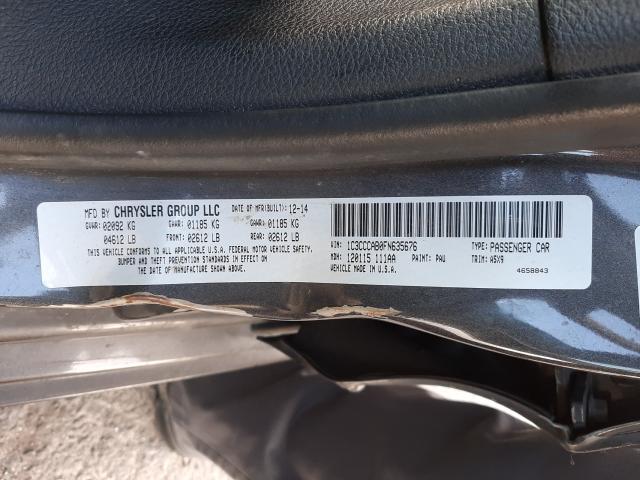 MFD BY CHRYSLER GROUP LLC DATE OF MFR(BUILT): 12-14
GVWR: 02092 KG GAWR: 01185 KG GAWR: 01185 KG
04612 LB FRONT: 02612 LB REAR: 02612 LB
THIS VEHICLE CONFORMS TO ALL APPLICABLE U.S.A. FEDERAL MOTOR VEHICLE SAFETY,
BUMPER AND THEFT PREVENTION STANDARDS IN EFFECT ON
THE DATE OF MANUFACTURE SHOWN ABOVE.
VIN: 1C3CCCAB0FN635676 TYPE: PASSENGER CAR
MDH: 120115 111AA PAINT: PAU TRIM: A5X9
VEHICLE MADE IN U.S.A. 4658843